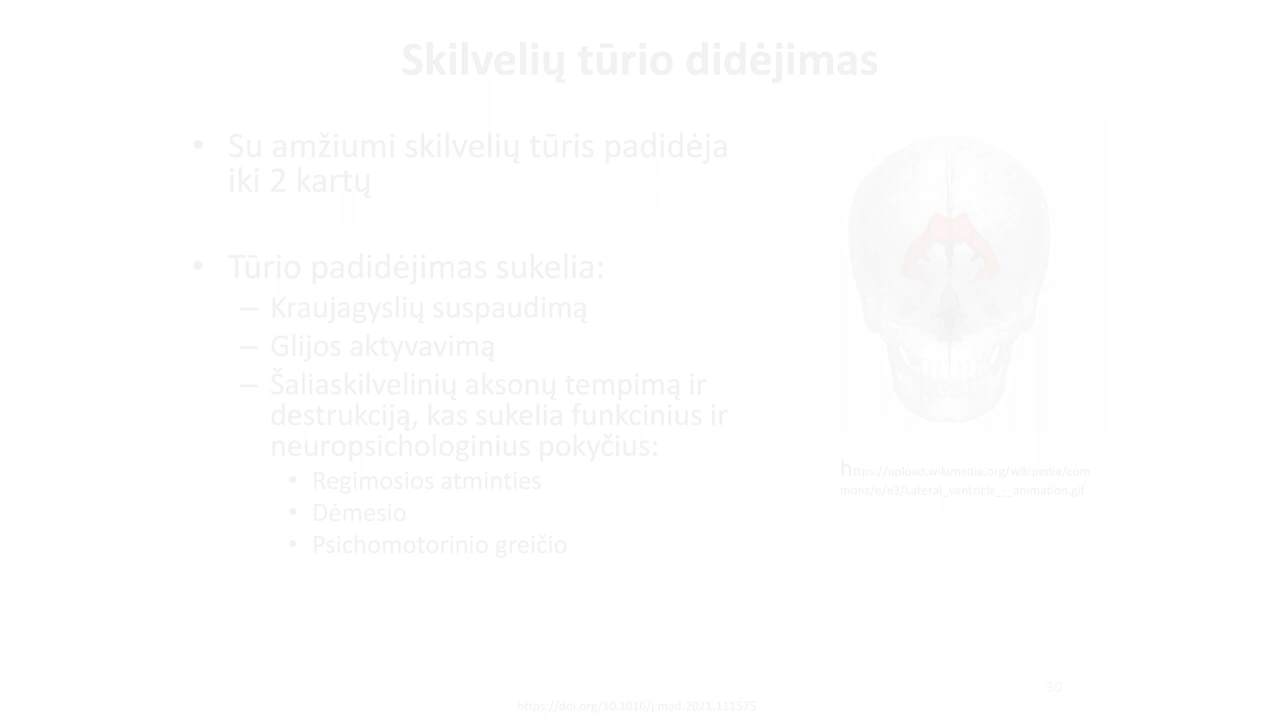 Skilvelių tūrio didėjimas
• Su amžiumi skilvelių tūris padidėja
iki 2 kartų
• Tūrio padidėjimas sukelia:
– Kraujagyslių suspaudimą
– Glijos aktyvavimą
– Šaliaskilvelinių aksonų tempimą ir
destrukciją, kas sukelia funkcinius ir
neuropsichologinius pokyčius:
• Regimosios atminties
• Dėmesio
• Psichomotorinio greičio
https://upload.wikimedia.org/wikipedia/com
mons/e/e3/Lateral_ventricle_-_animation.gif
30
https://doi.org/10.1016/j.mad.2021.111575